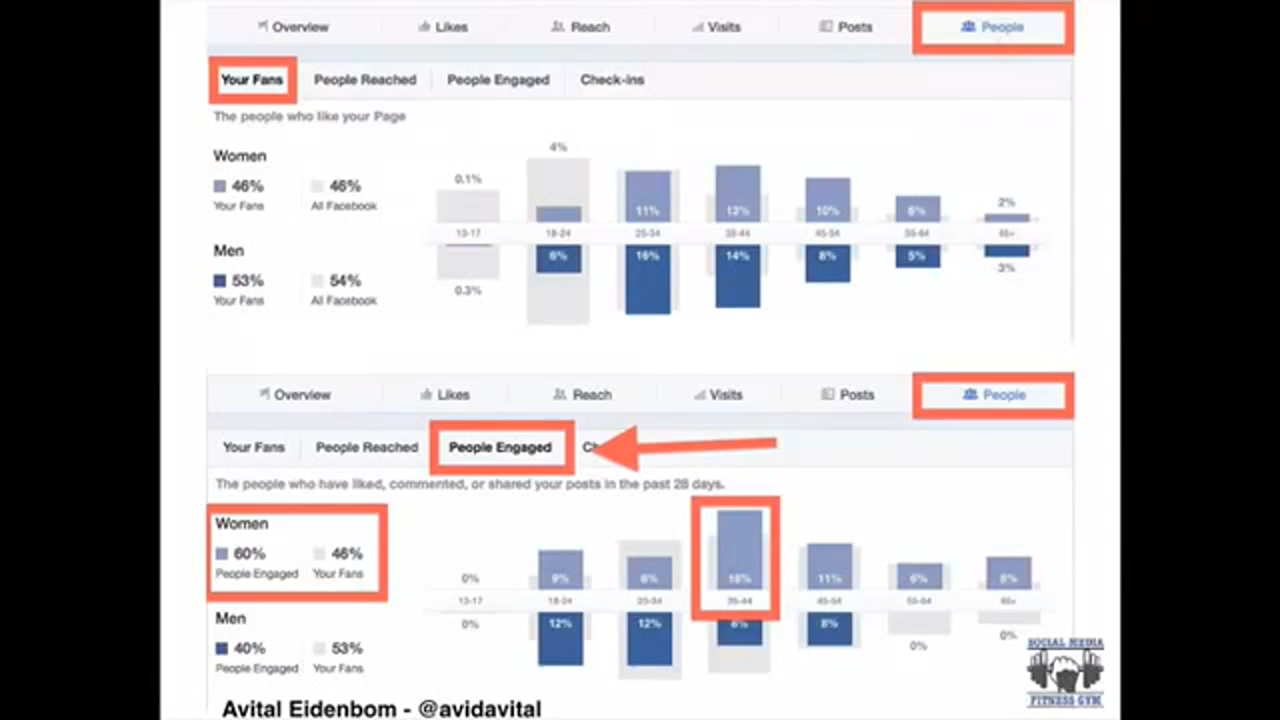 Overview Likes Reach Visits Posts People
Your Fans People Reached People Engaged Check-ins
The people who like your Page
Women
46% 46%
Your Fans All Facebook
Men
53% 54%
Your Fans All Facebook
0.1% 4% 11% 13% 10% 6% 2%
13-17 18-24 25-34 35-44 45-54 55-64 65+
0.3% 6% 16% 14% 8% 5% 3%
Overview Likes Reach Visits Posts People
Your Fans People Reached People Engaged
The people who have liked, commented, or shared your posts in the past 28 days.
Women
60% 46%
People Engaged Your Fans
Men
40% 53%
People Engaged Your Fans
0% 9% 18% 11% 6%
13-17 18-24 25-34 35-44 45-54 55-64 65+
0% 12% 12% 6% 8% 0% 0%
SOCIAL MEDIA
FITNESS GYM
Avital Eidenbom - @avidavital